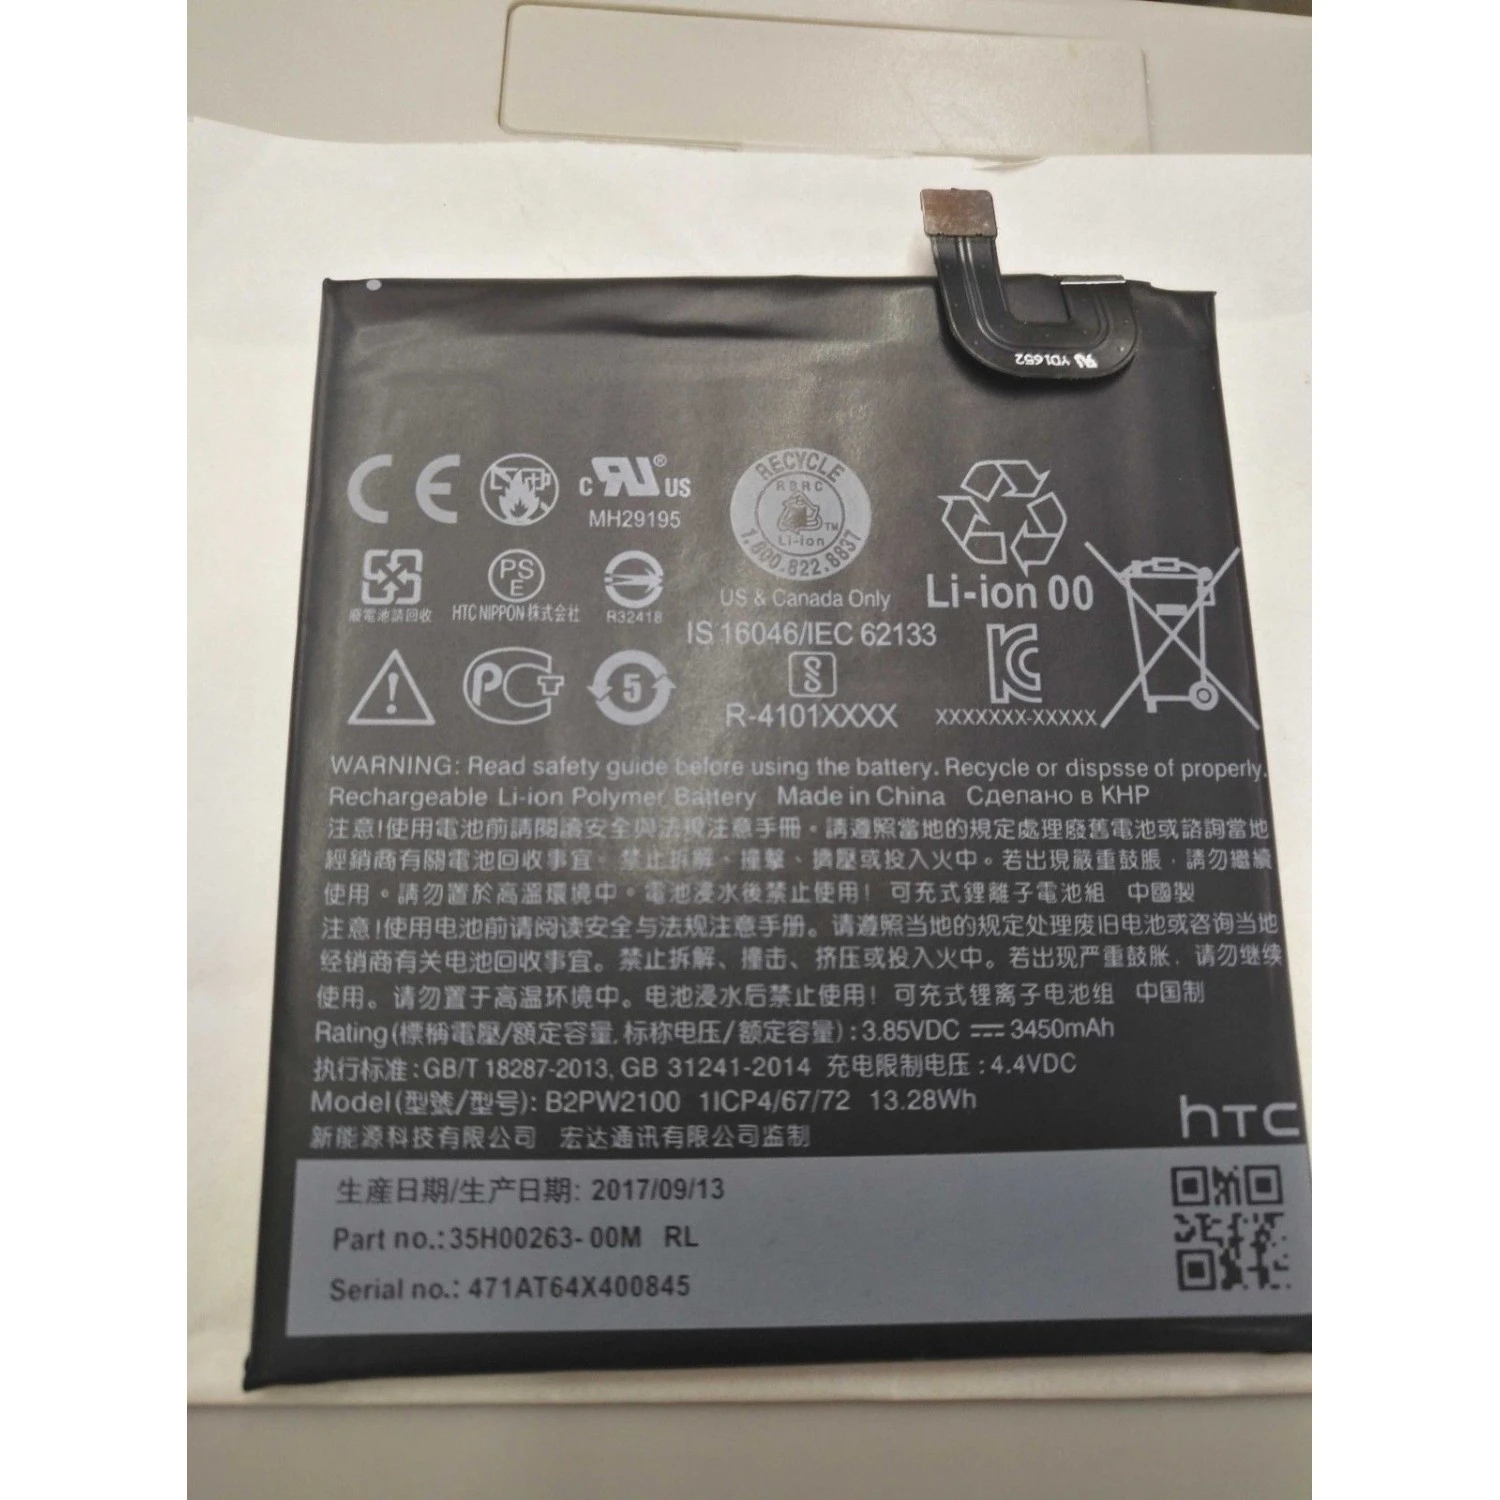 YD1652
CE
C RU ® US
MH29195
RECYCLE
RBRC
TM
Li-ion
1.800.822.8837
US & Canada Only
Li-ion 00
廢電池請回收
PS E
HTC NIPPON 株式会社
R32418
IS 16046/IEC 62133
R-4101XXXX
XXXXXXX-XXXXX
5
WARNING: Read safety guide before using the battery. Recycle or dispsse of properly.
Rechargeable Li-ion Polymer Battery Made in China Сделано в КНР
注意!使用電池前請閱讀安全與法規注意手冊。請遵照當地的規定處理廢舊電池或諮詢當地
經銷商有關電池回收事宜。禁止拆解、撞擊、擠壓或投入火中。若出現嚴重鼓脹，請勿繼續
使用。請勿置於高溫環境中。電池浸水後禁止使用! 可充式鋰離子電池組 中國製
注意!使用电池前请阅读安全与法规注意手册。请遵照当地的规定处理废旧电池或咨询当地
经销商有关电池回收事宜。禁止拆解、撞击、挤压或投入火中。若出现严重鼓胀，请勿继续
使用。请勿置于高温环境中。电池浸水后禁止使用! 可充式锂离子电池组 中国制
Rating(標稱電壓/額定容量,标称电压/额定容量):3.85VDC ⎓ 3450mAh
执行标准:GB/T 18287-2013, GB 31241-2014 充电限制电压:4.4VDC
Model(型號/型号): B2PW2100 1ICP4/67/72 13.28Wh
hTC
新能源科技有限公司 宏达通讯有限公司监制
生產日期/生产日期: 2017/09/13
Part no.:35H00263-00M RL
Serial no.: 471AT64X400845